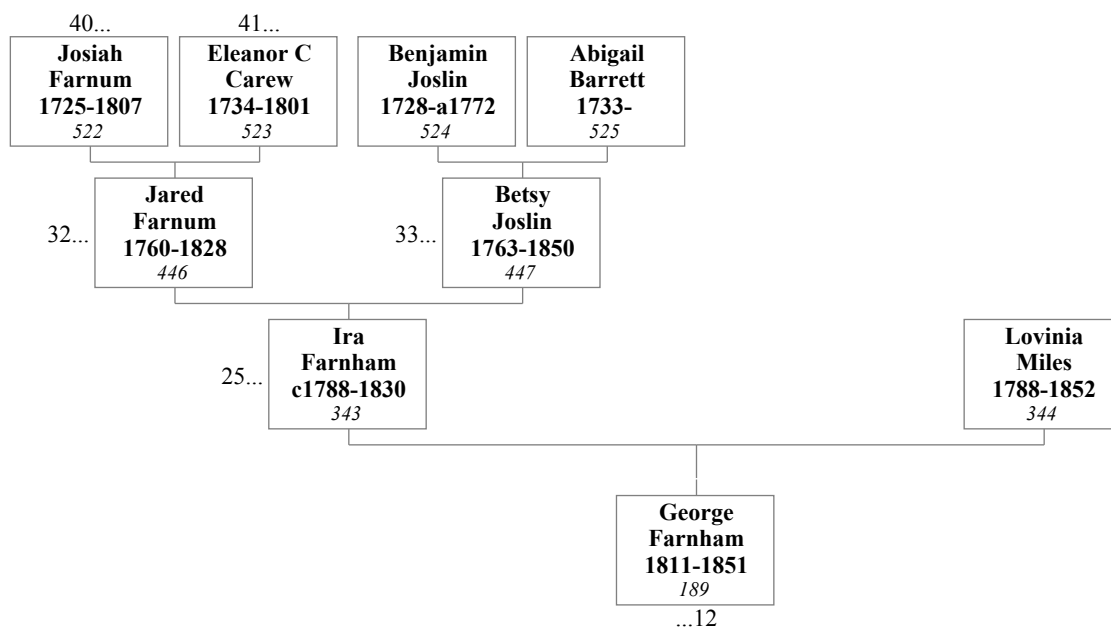 40...
41...
Josiah
Farnum
1725-1807
522
Eleanor C
Carew
1734-1801
523
Benjamin
Joslin
1728-a1772
524
Abigail
Barrett
1733-
525
32...
Jared
Farnum
1760-1828
446
33...
Betsy
Joslin
1763-1850
447
25...
Ira
Farnham
c1788-1830
343
Lovinia
Miles
1788-1852
344
George
Farnham
1811-1851
189
...12